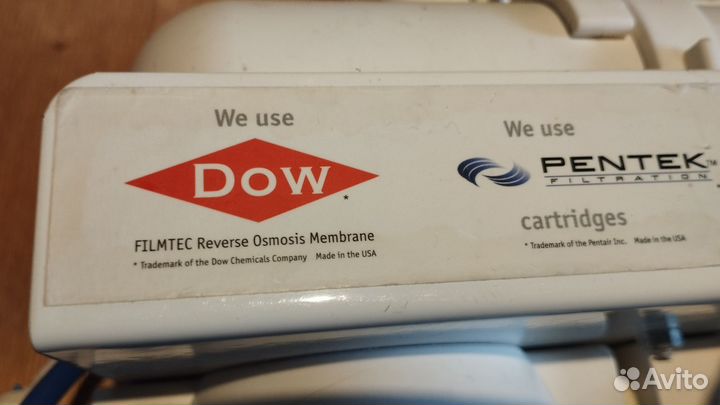 We use
DOW
*
FILMTEC Reverse Osmosis Membrane
* Trademark of the Dow Chemicals Company Made in the USA
We use
PENTEK™
FILTRATION
cartridges
* Trademark of the Pentair Inc. Made in the USA
Avito